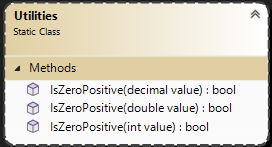 Utilities
Static Class
Methods
IsZeroPositive(decimal value) : bool
IsZeroPositive(double value) : bool
IsZeroPositive(int value) : bool